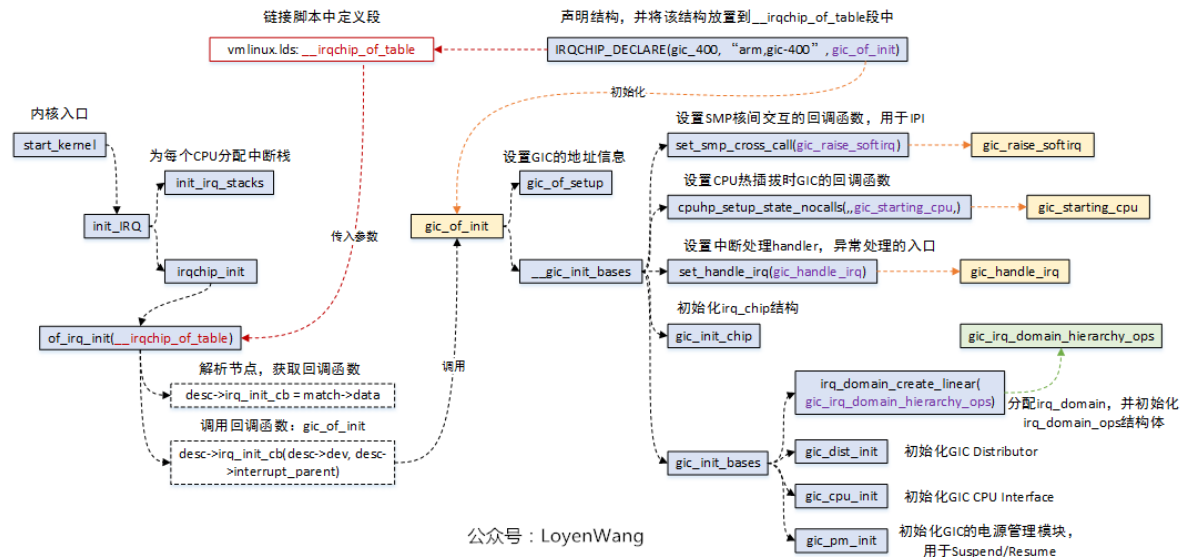 链接脚本中定义段
声明结构，并将该结构放置到__irqchip_of_table段中
vmlinux.lds: __irqchip_of_table
IRQCHIP_DECLARE(gic_400, “arm,gic-400”, gic_of_init)
初始化
内核入口
start_kernel
为每个CPU分配中断栈
init_irq_stacks
init_IRQ
irqchip_init
传入参数
of_irq_init(__irqchip_of_table)
解析节点，获取回调函数
desc->irq_init_cb = match->data
调用回调函数：gic_of_init
desc->irq_init_cb(desc->dev, desc-
>interrupt_parent)
调用
设置GIC的地址信息
gic_of_setup
gic_of_init
__gic_init_bases
设置SMP核间交互的回调函数，用于IPI
set_smp_cross_call(gic_raise_softirq)
gic_raise_softirq
设置CPU热插拔时GIC的回调函数
cpuhp_setup_state_nocalls(,,gic_starting_cpu,)
gic_starting_cpu
设置中断处理handler，异常处理的入口
set_handle_irq(gic_handle_irq)
gic_handle_irq
初始化irq_chip结构
gic_init_chip
gic_irq_domain_hierarchy_ops
irq_domain_create_linear(
gic_irq_domain_hierarchy_ops)
分配irq_domain，并初始化
irq_domain_ops结构体
gic_init_bases
gic_dist_init
初始化GIC Distributor
gic_cpu_init
初始化GIC CPU Interface
gic_pm_init
初始化GIC的电源管理模块，
用于Suspend/Resume
公众号：LoyenWang